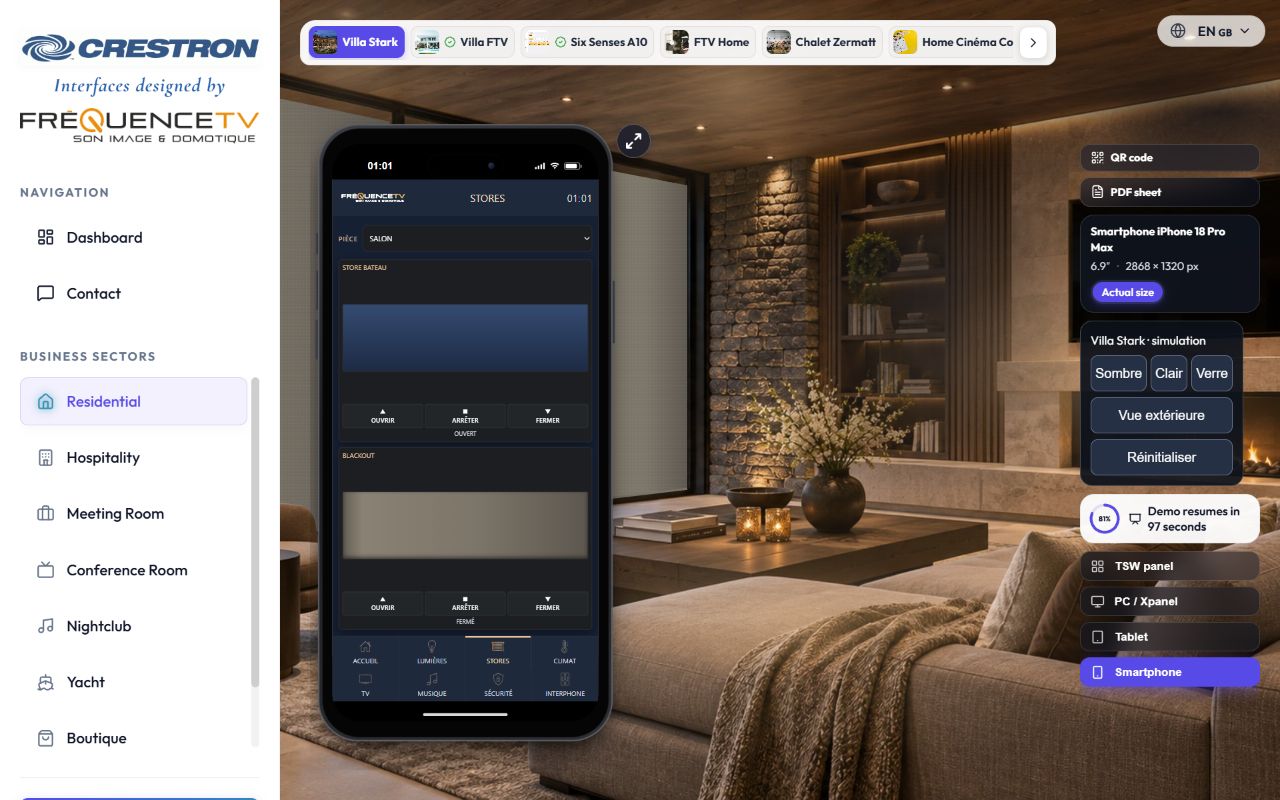 CRESTRON
Interfaces designed by
FRÉQUENCETV
SON IMAGE & DOMOTIQUE
NAVIGATION
Dashboard
Contact
BUSINESS SECTORS
Residential
Hospitality
Meeting Room
Conference Room
Nightclub
Yacht
Boutique
Villa Stark
Villa FTV
Six Senses A10
FTV Home
Chalet Zermatt
Home Cinéma Co
EN GB
01:01
FRÉQUENCETV
SON IMAGE & DOMOTIQUE
STORES
01:01
PIÈCE
SALON
STORE BATEAU
OUVRIR
ARRÊTER
FERMER
OUVERT
BLACKOUT
OUVRIR
ARRÊTER
FERMER
FERMÉ
ACCUEIL
LUMIÈRES
STORES
CLIMAT
TV
MUSIQUE
SÉCURITÉ
INTERPHONE
QR code
PDF sheet
Smartphone iPhone 18 Pro
Max
6.9" · 2868 × 1320 px
Actual size
Villa Stark · simulation
Sombre
Clair
Verre
Vue extérieure
Réinitialiser
81%
Demo resumes in
97 seconds
TSW panel
PC / Xpanel
Tablet
Smartphone